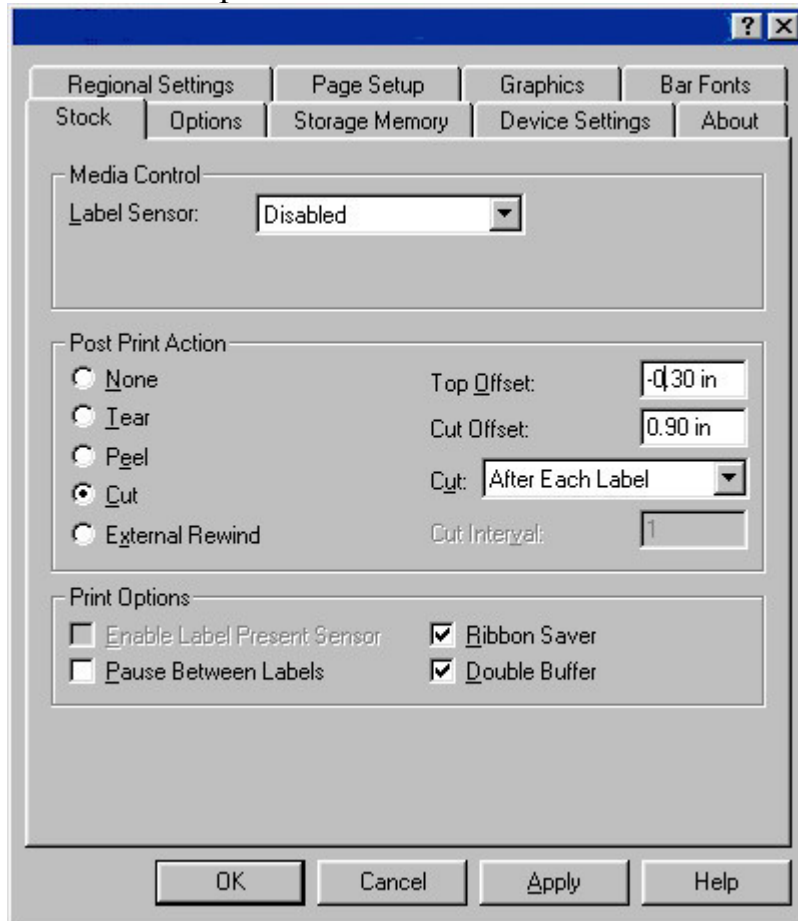 Regional Settings Page Setup Graphics Bar Fonts
Stock Options Storage Memory Device Settings About
Media Control
Label Sensor: Disabled
Post Print Action
None
Top Offset: -0.30 in
Tear
Cut Offset: 0.90 in
Peel
Cut: After Each Label
Cut
External Rewind
Cut Interval: 1
Print Options
Enable Label Present Sensor Ribbon Saver
Pause Between Labels Double Buffer
OK Cancel Apply Help